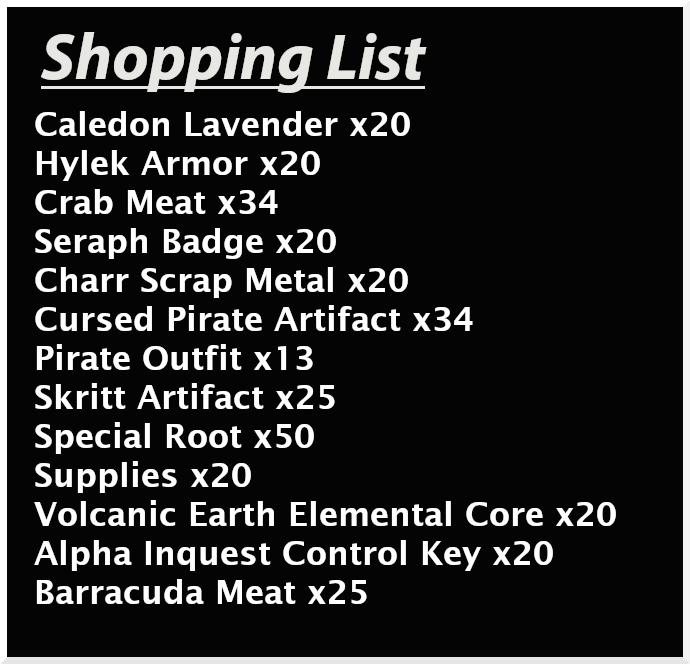 Shopping List
Caledon Lavender x20
Hylek Armor x20
Crab Meat x34
Seraph Badge x20
Charr Scrap Metal x20
Cursed Pirate Artifact x34
Pirate Outfit x13
Skritt Artifact x25
Special Root x50
Supplies x20
Volcanic Earth Elemental Core x20
Alpha Inquest Control Key x20
Barracuda Meat x25